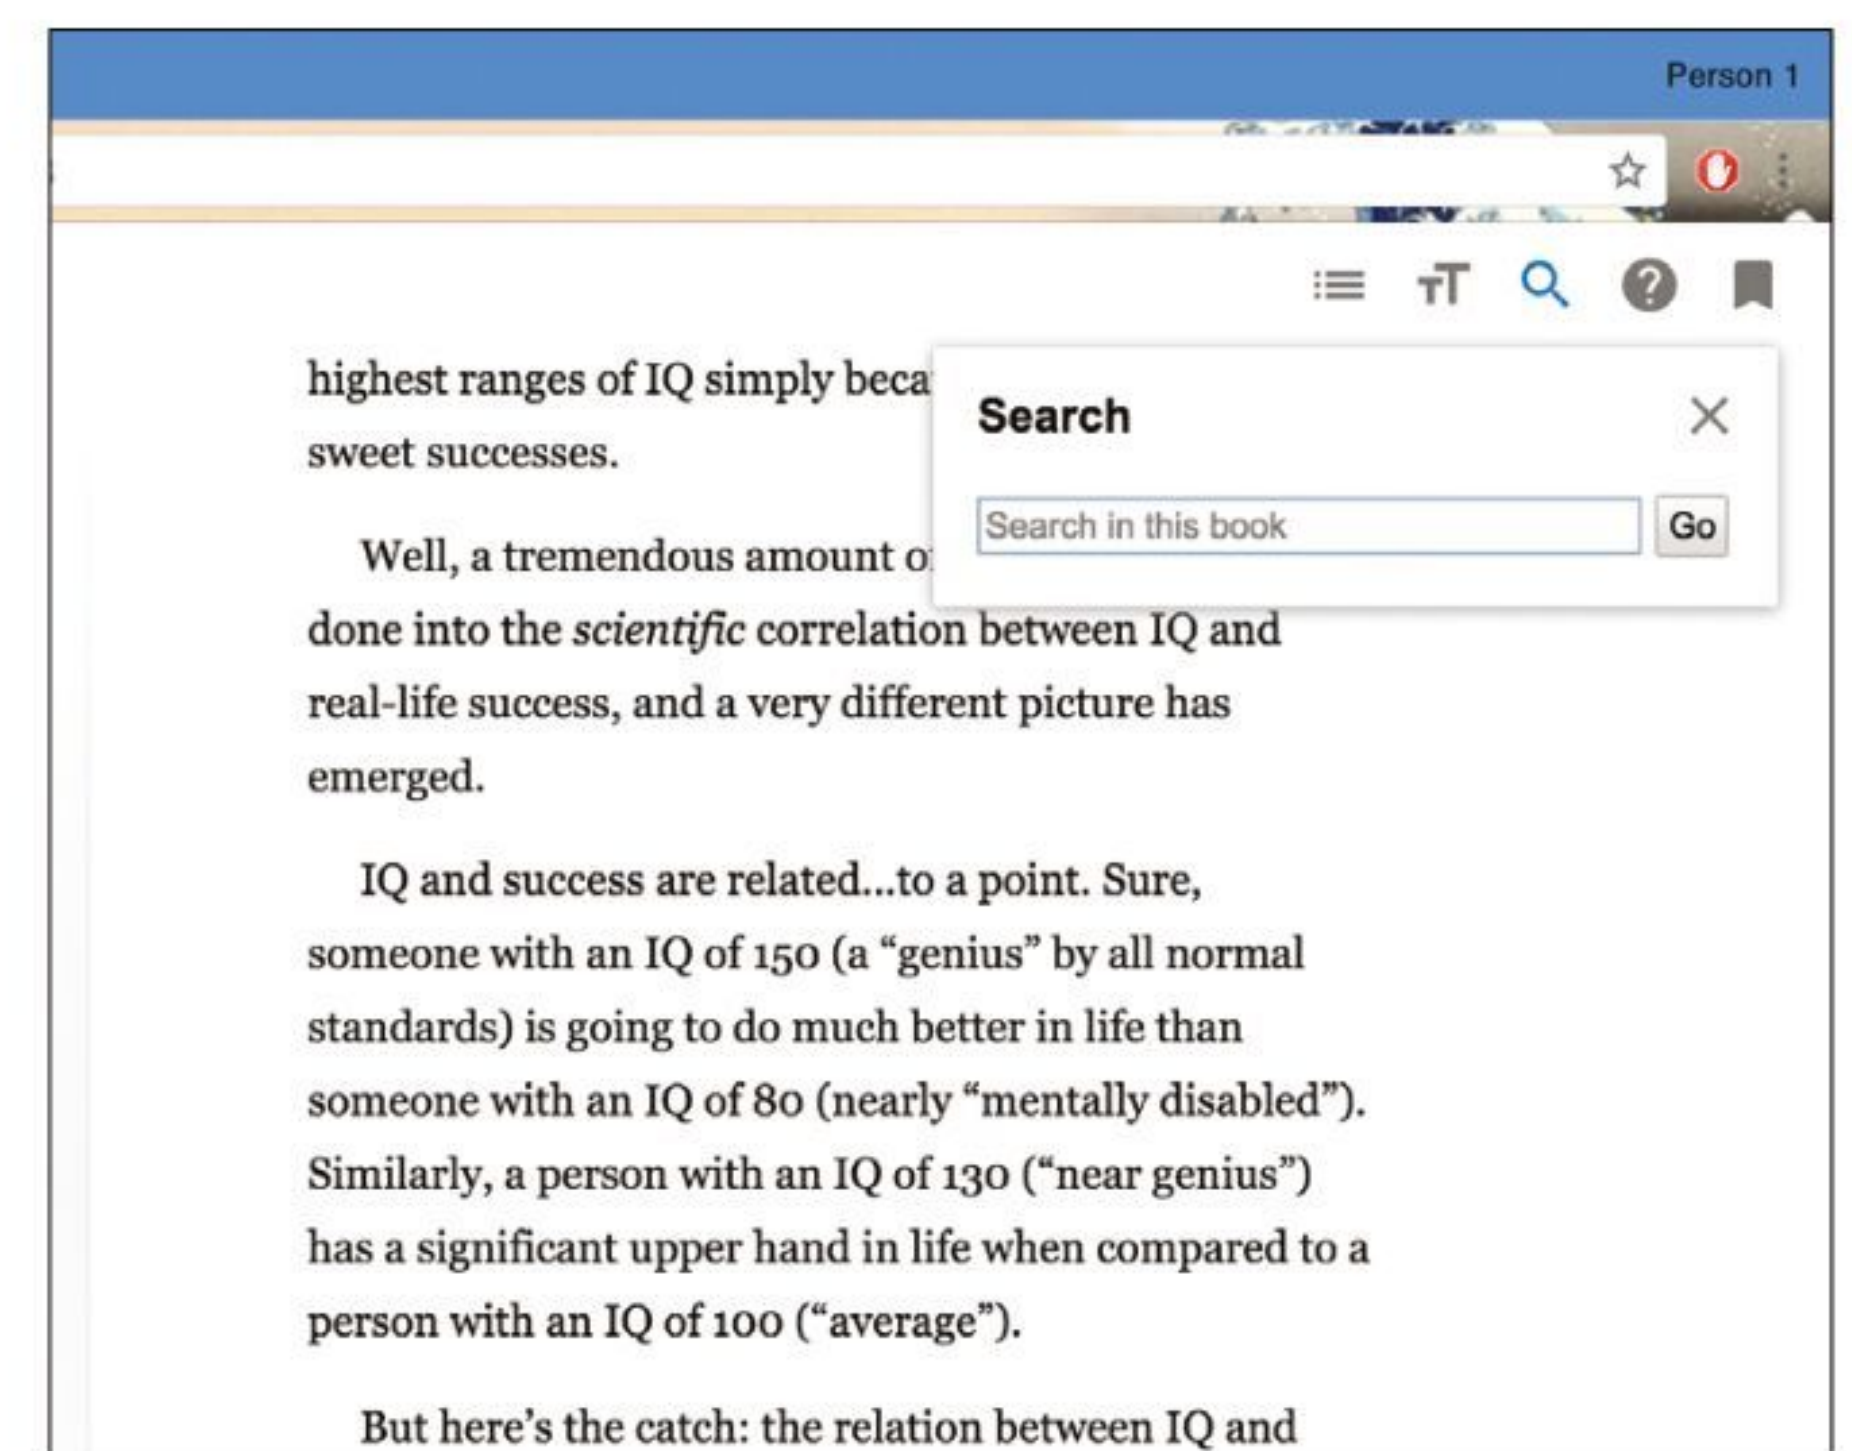 Person 1
highest ranges of IQ simply beca
sweet successes.
Search
Search in this book
Go
Well, a tremendous amount o
done into the scientific correlation between IQ and
real-life success, and a very different picture has
emerged.
IQ and success are related...to a point. Sure,
someone with an IQ of 150 (a “genius” by all normal
standards) is going to do much better in life than
someone with an IQ of 80 (nearly “mentally disabled”).
Similarly, a person with an IQ of 130 (“near genius”)
has a significant upper hand in life when compared to a
person with an IQ of 100 (“average”).
But here’s the catch: the relation between IQ and